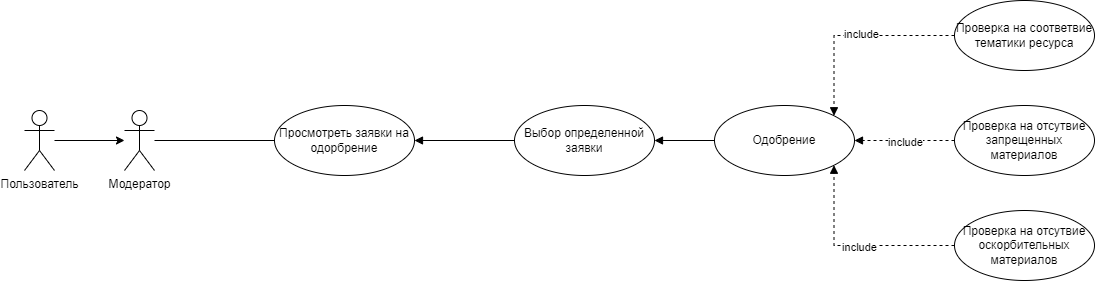 Пользователь
Модератор
Просмотреть заявки на
одорбрение
Выбор определенной
заявки
Одобрение
include
Проверка на соответвие
тематики ресурса
include
Проверка на отсутвие
запрещенных
материалов
include
Проверка на отсутвие
оскорбительных
материалов